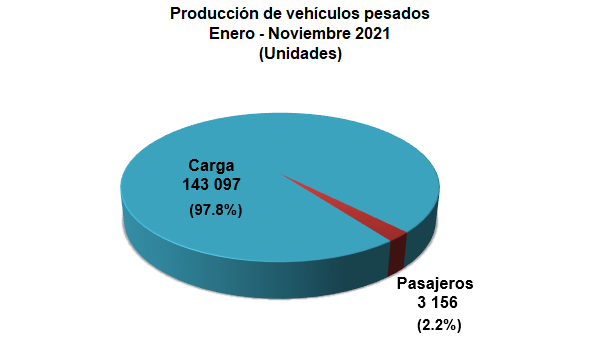 Producción de vehículos pesados
Enero - Noviembre 2021
(Unidades)
Carga
143 097
(97.8%)
Pasajeros
3 156
(2.2%)